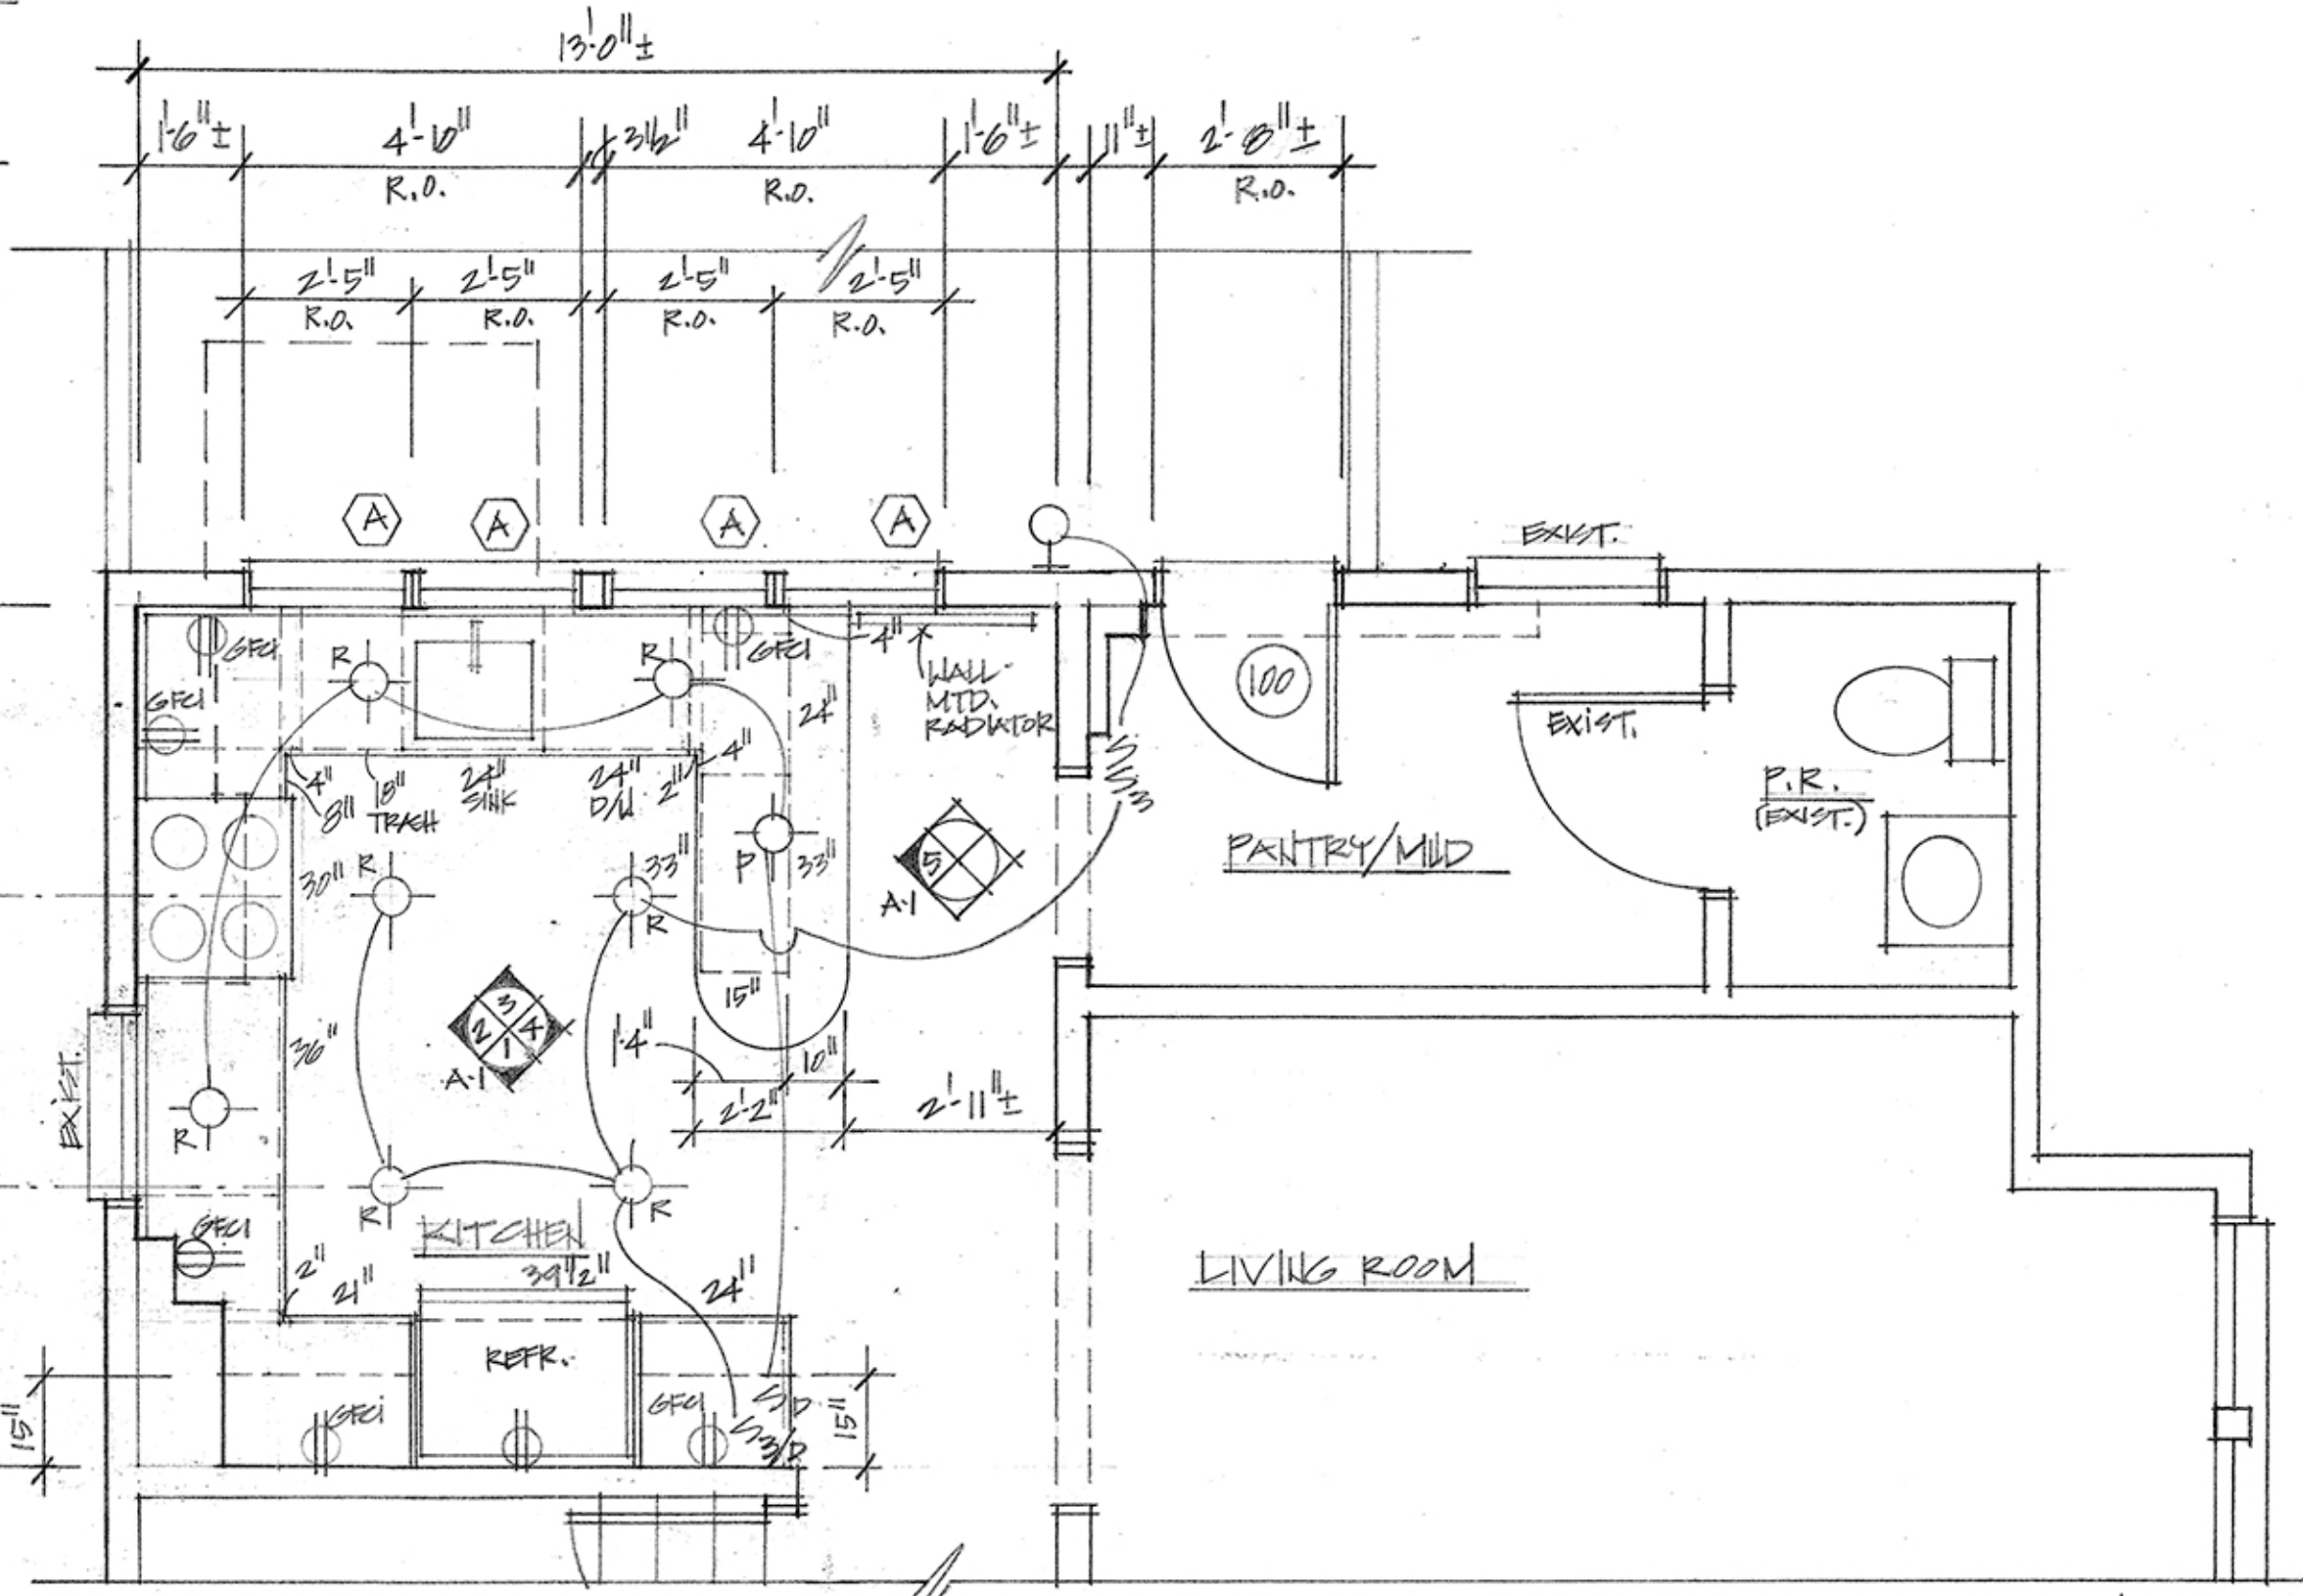 13'-0"±
1'-6"± 4'-10" 3½" 4'-10" 1'-6"± 11"± 2'-8"±
R.O. R.O. R.O.
2'-5" 2'-5" 2'-5" 2'-5"
R.O. R.O. R.O. R.O.
A A A A
EXIST.
GFCI R R GFCI 4"
WALL
MTD.
RADIATOR
100
GFCI
24"
EXIST.
4" 18" 24" 24" 2" 4"
8" TRASH SINK D/W
S
S3
P.R.
(EXIST.)
30" R 33" P 33" 5
R
A-1
PANTRY/MUD
15"
36"
3
2 4
1
A-1
1'-4" 10"
2'-2" 2'-11"±
EXIST.
R
R R
GFCI
KITCHEN
2" 21" 39½" 24"
LIVING ROOM
REFR.
GFCI GFCI SD
S3/D
15" 15"